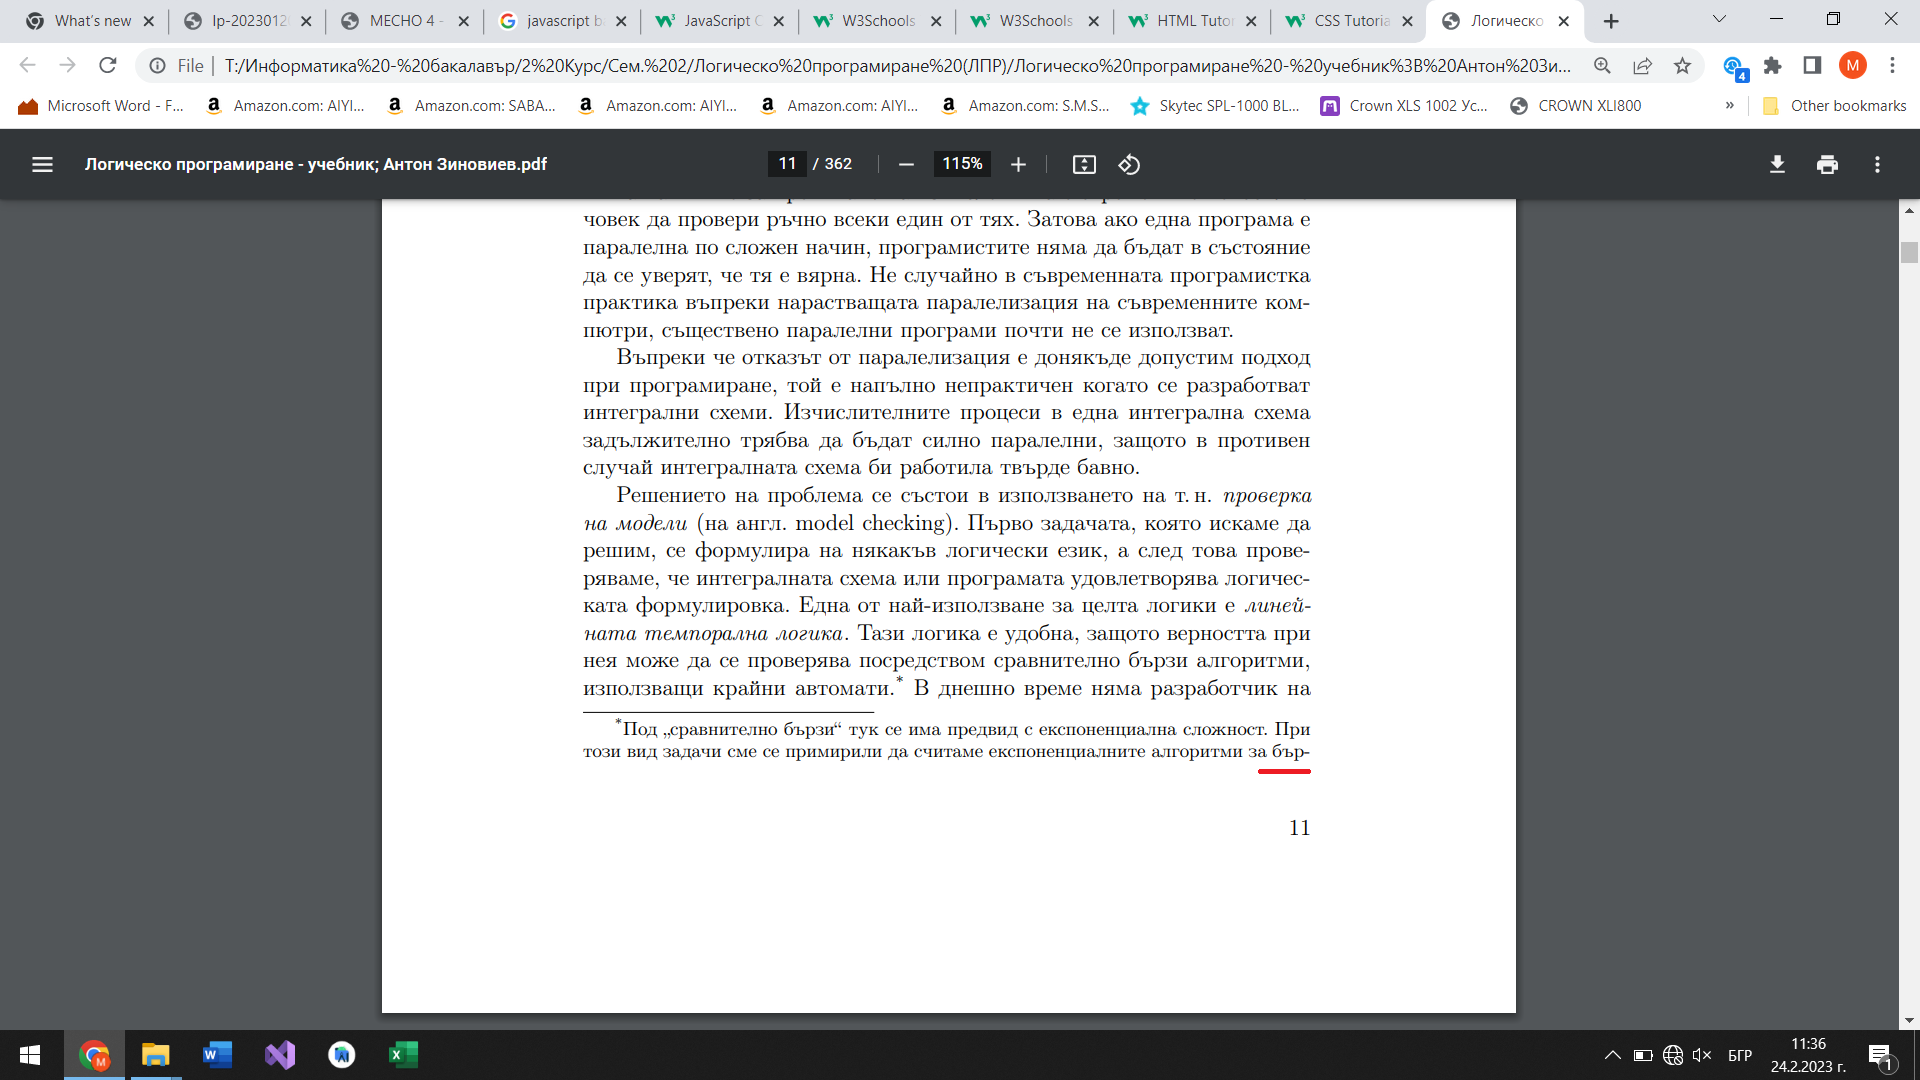 What's new
lp-2023012
MECHO 4 -
javascript b
JavaScript C
W3Schools
W3Schools
HTML Tutor
CSS Tutoria
Логическо
File | T:/Информатика%20-%20бакалавър/2%20Курс/Сем.%202/Логическо%20програмиране%20(ЛПР)/Логическо%20програмиране%20-%20учебник%3B%20Антон%20Зи...
4
M
Microsoft Word - F...
Amazon.com: AIYI...
Amazon.com: SABA...
Amazon.com: AIYI...
Amazon.com: AIYI...
Amazon.com: S.M.S...
Skytec SPL-1000 BL...
Crown XLS 1002 Ус...
CROWN XLI800
»
Other bookmarks
Логическо програмиране - учебник; Антон Зиновиев.pdf
11 / 362
115%
човек да провери ръчно всеки един от тях. Затова ако една програма е
паралелна по сложен начин, програмистите няма да бъдат в състояние
да се уверят, че тя е вярна. Не случайно в съвременната програмистка
практика въпреки нарастващата паралелизация на съвременните ком-
пютри, съществено паралелни програми почти не се използват.
Въпреки че отказът от паралелизация е донякъде допустим подход
при програмиране, той е напълно непрактичен когато се разработват
интегрални схеми. Изчислителните процеси в една интегрална схема
задължително трябва да бъдат силно паралелни, защото в противен
случай интегралната схема би работила твърде бавно.
Решението на проблема се състои в използването на т. н. проверка
на модели (на англ. model checking). Първо задачата, която искаме да
решим, се формулира на някакъв логически език, а след това прове-
ряваме, че интегралната схема или програмата удовлетворява логичес-
ката формулировка. Една от най-използване за целта логики е линей-
ната темпорална логика. Тази логика е удобна, защото верността при
нея може да се проверява посредством сравнително бързи алгоритми,
използващи крайни автомати.* В днешно време няма разработчик на
*Под „сравнително бързи“ тук се има предвид с експоненциална сложност. При
този вид задачи сме се примирили да считаме експоненциалните алгоритми за бър-
11
БГР
11:36
24.2.2023 г.
1